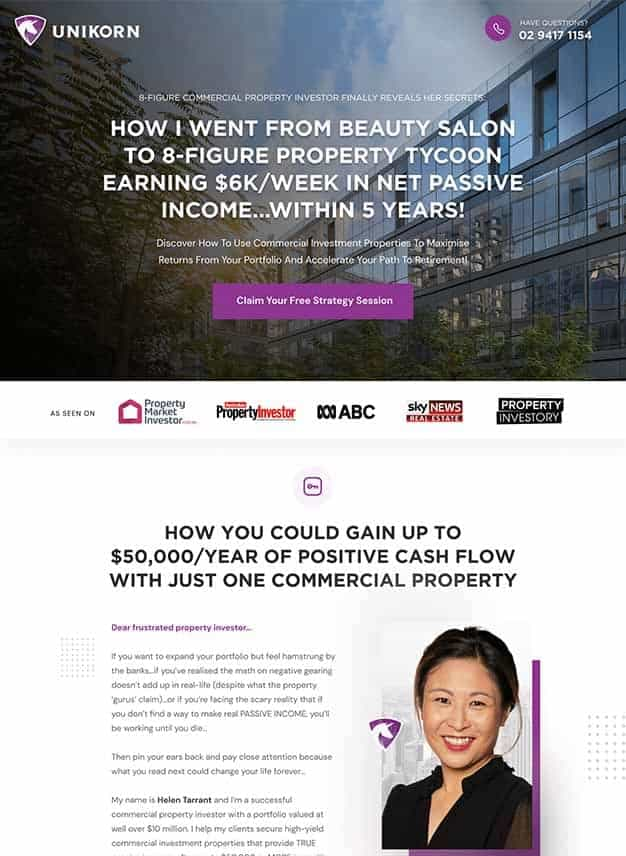 UNIKORN
HAVE QUESTIONS?
02 9417 1154
8-FIGURE COMMERCIAL PROPERTY INVESTOR FINALLY REVEALS HER SECRETS:
HOW I WENT FROM BEAUTY SALON
TO 8-FIGURE PROPERTY TYCOON
EARNING $6K/WEEK IN NET PASSIVE
INCOME...WITHIN 5 YEARS!
Discover How To Use Commercial Investment Properties To Maximise
Returns From Your Portfolio And Accelerate Your Path To Retirement!
Claim Your Free Strategy Session
AS SEEN ON
Property
Market
Investor
PropertyInvestor
ABC
sky NEWS
REAL ESTATE
PROPERTY
INVESTORY
HOW YOU COULD GAIN UP TO
$50,000/YEAR OF POSITIVE CASH FLOW
WITH JUST ONE COMMERCIAL PROPERTY
Dear frustrated property investor...
If you want to expand your portfolio but feel hamstrung by
the banks...if you've realised the math on negative gearing
doesn't add up in real-life (despite what the property
'gurus' claim)...or if you're facing the scary reality that if
you don't find a way to make real PASSIVE INCOME, you'll
be working until you die...
Then pin your ears back and pay close attention because
what you read next could change your life forever...
My name is Helen Tarrant and I'm a successful
commercial property investor with a portfolio valued at
well over $10 million. I help my clients secure high-yield
commercial investment properties that provide TRUE